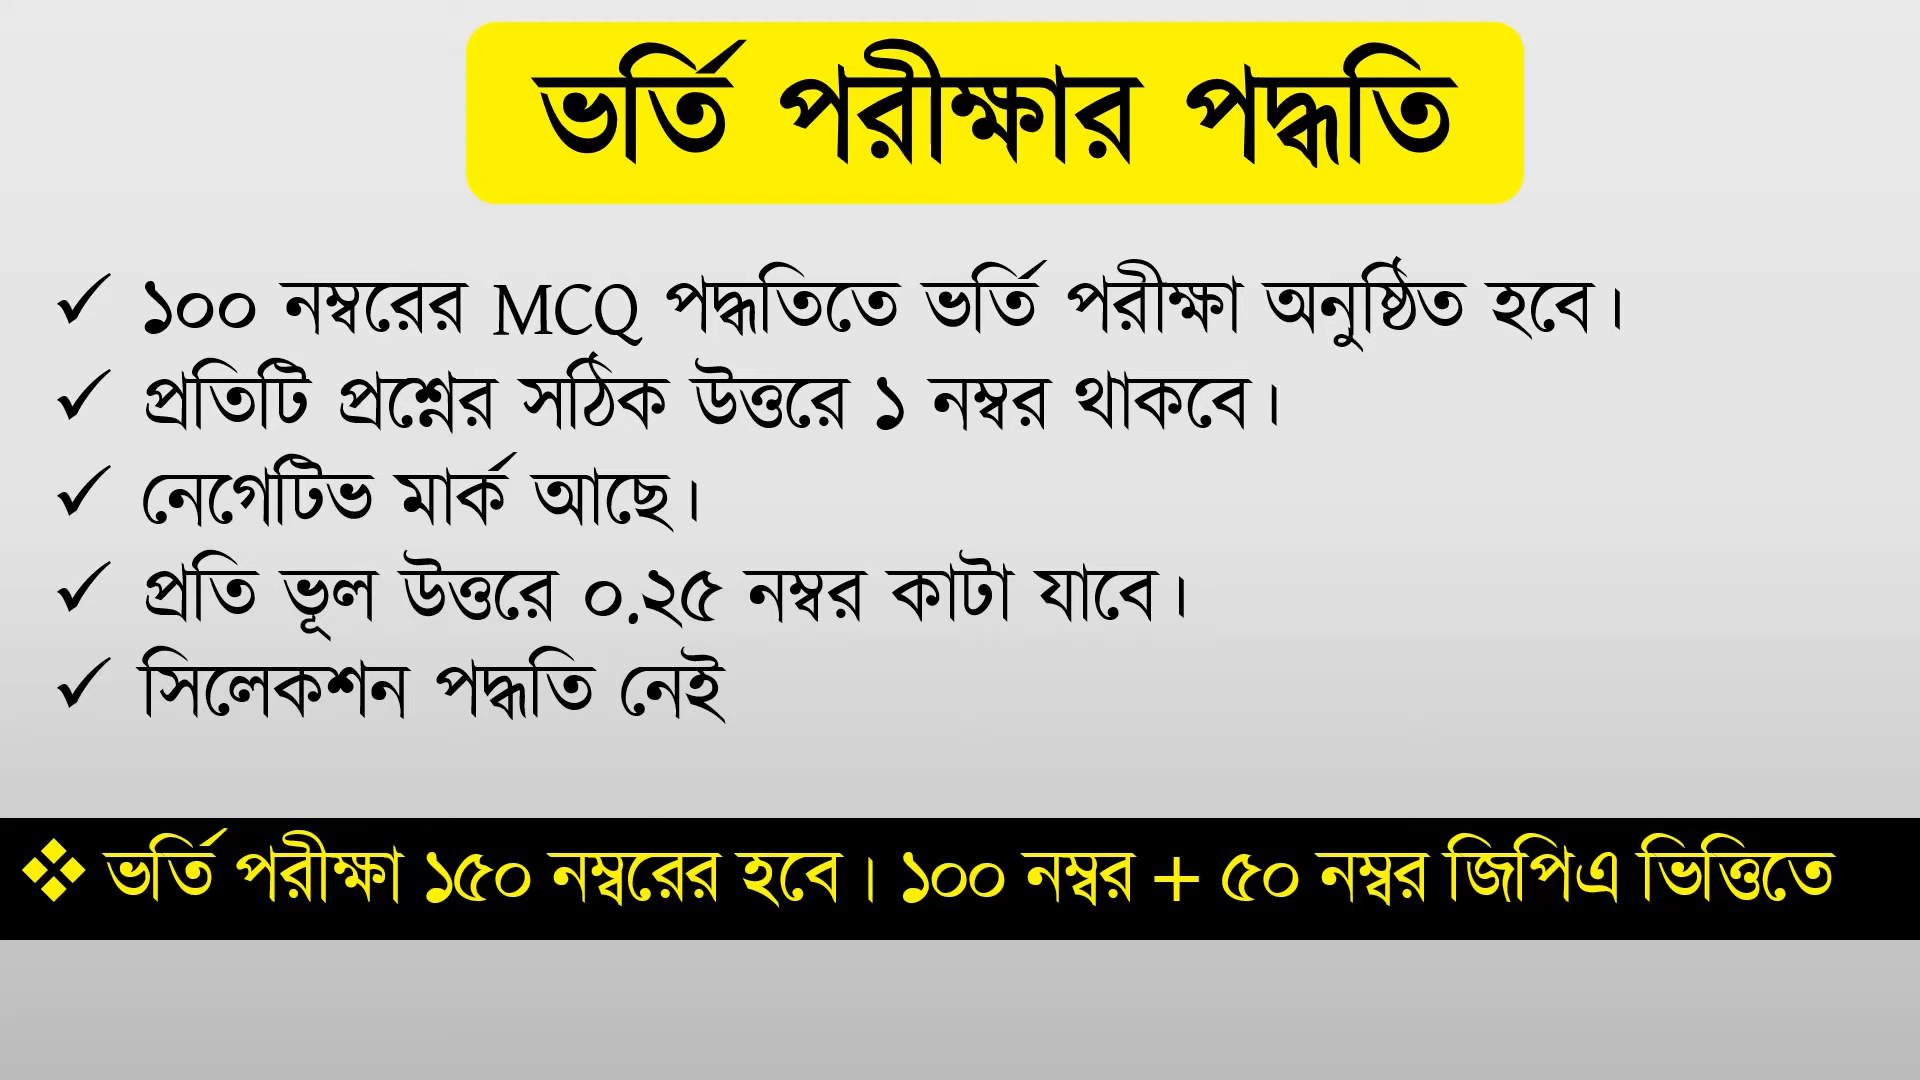 ভর্তি পরীক্ষার পদ্ধতি
✓ ১০০ নম্বরের MCQ পদ্ধতিতে ভর্তি পরীক্ষা অনুষ্ঠিত হবে।
✓ প্রতিটি প্রশ্নের সঠিক উত্তরে ১ নম্বর থাকবে।
✓ নেগেটিভ মার্ক আছে।
✓ প্রতি ভূল উত্তরে ০.২৫ নম্বর কাটা যাবে।
✓ সিলেকশন পদ্ধতি নেই
❖ ভর্তি পরীক্ষা ১৫০ নম্বরের হবে। ১০০ নম্বর + ৫০ নম্বর জিপিএ ভিত্তিতে